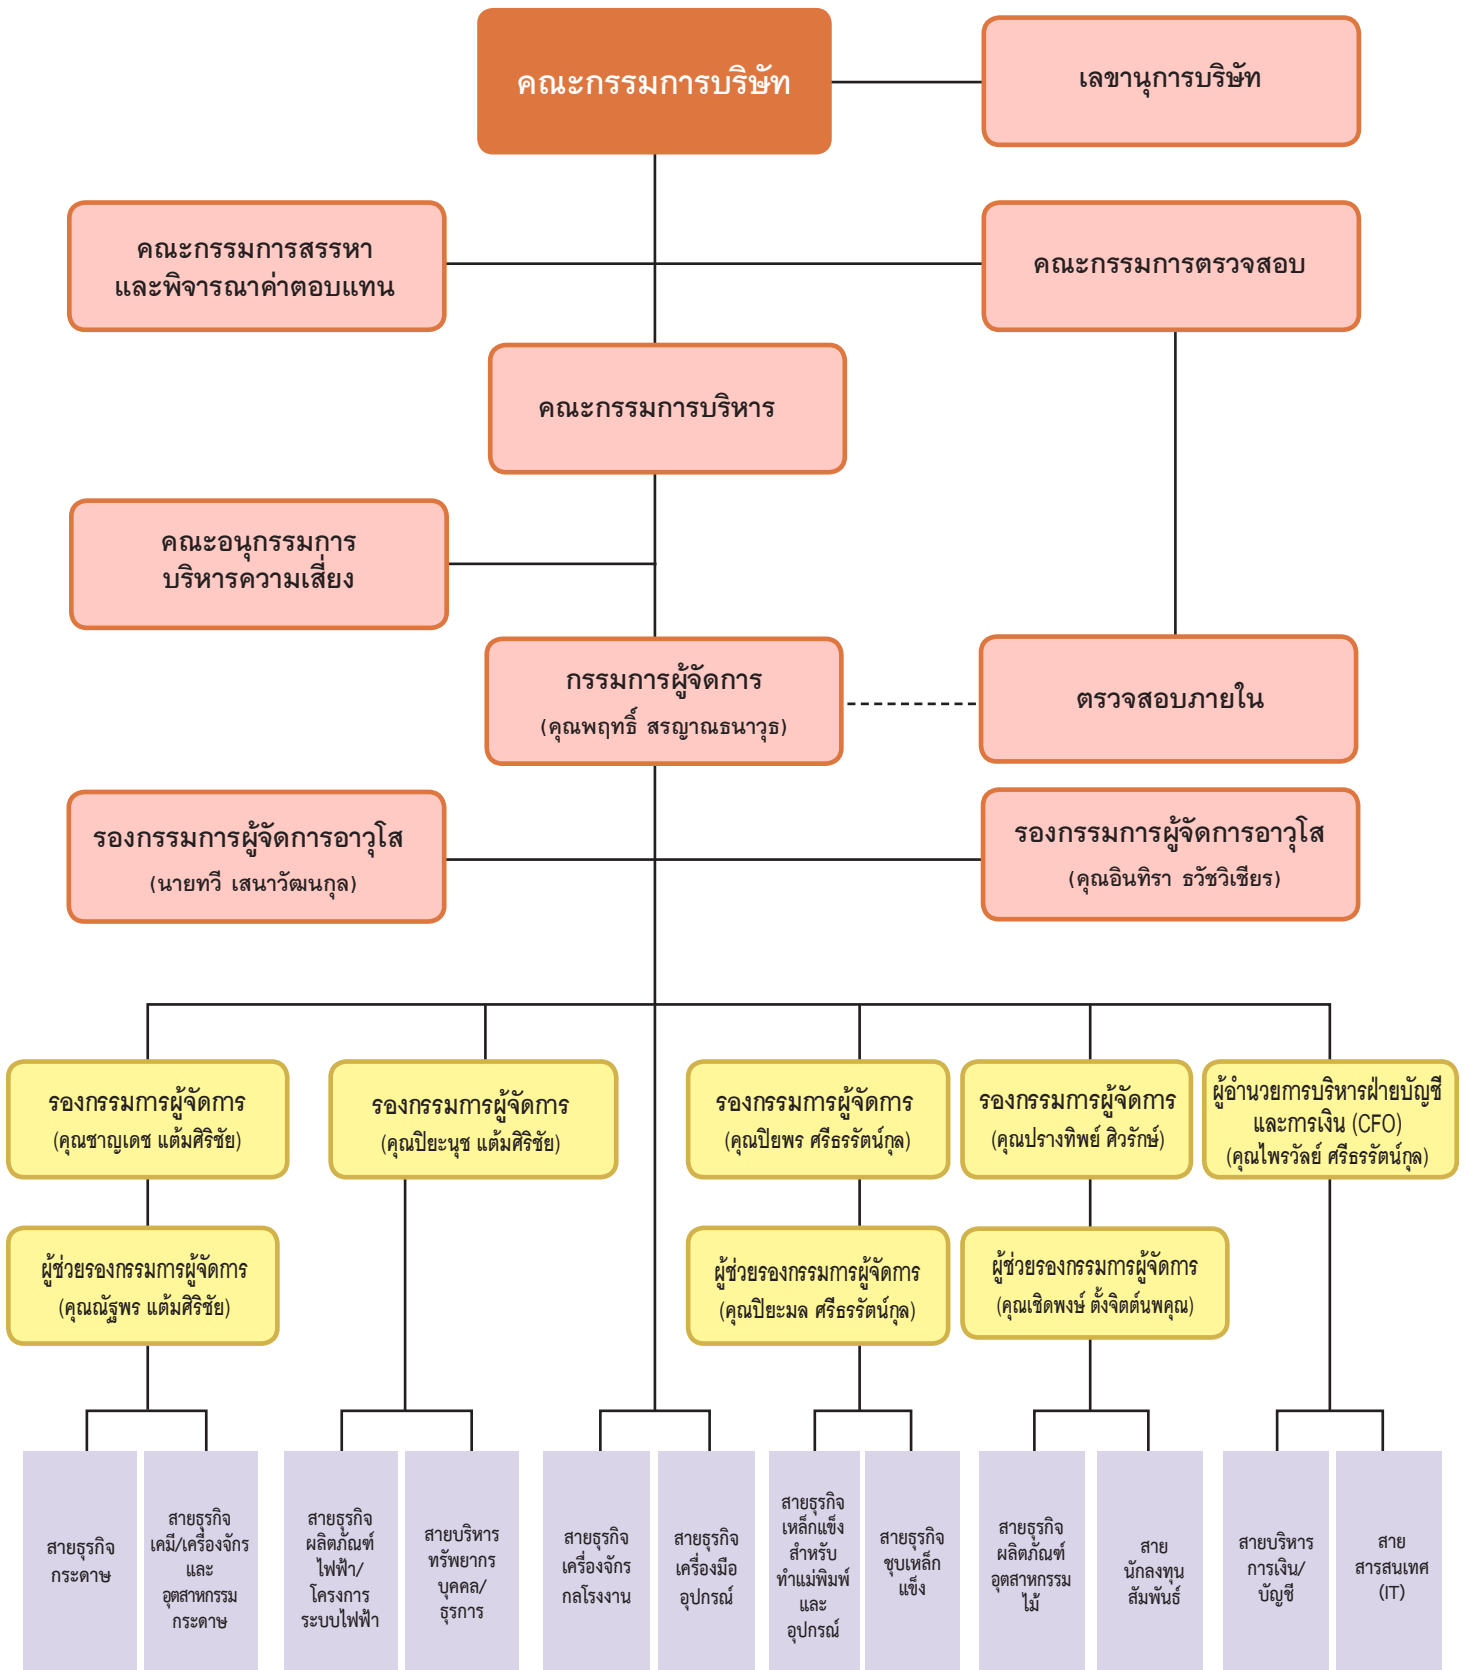 คณะกรรมการบริษัท
เลขานุการบริษัท
คณะกรรมการสรรหา
และพิจารณาค่าตอบแทน
คณะกรรมการตรวจสอบ
คณะกรรมการบริหาร
คณะอนุกรรมการ
บริหารความเสี่ยง
กรรมการผู้จัดการ
(คุณพฤทธิ์ สรญาณธนาวุธ)
ตรวจสอบภายใน
รองกรรมการผู้จัดการอาวุโส
(นายทวี เสนาวัฒนกุล)
รองกรรมการผู้จัดการอาวุโส
(คุณอินทิรา ธวัชวิเชียร)
รองกรรมการผู้จัดการ
(คุณชาญเดช แต้มศิริชัย)
รองกรรมการผู้จัดการ
(คุณปิยะนุช แต้มศิริชัย)
รองกรรมการผู้จัดการ
(คุณปิยพร ศรีธรรัตน์กุล)
รองกรรมการผู้จัดการ
(คุณปรางทิพย์ ศิวรักษ์)
ผู้อำนวยการบริหารฝ่ายบัญชี
และการเงิน (CFO)
(คุณไพรวัลย์ ศรีธรรัตน์กุล)
ผู้ช่วยรองกรรมการผู้จัดการ
(คุณณัฐพร แต้มศิริชัย)
ผู้ช่วยรองกรรมการผู้จัดการ
(คุณปิยะมล ศรีธรรัตน์กุล)
ผู้ช่วยรองกรรมการผู้จัดการ
(คุณเชิดพงษ์ ตั้งจิตต์นพคุณ)
สายธุรกิจ
กระดาษ
สายธุรกิจ
เคมี/เครื่องจักร
และ
อุตสาหกรรม
กระดาษ
สายธุรกิจ
ผลิตภัณฑ์
ไฟฟ้า/
โครงการ
ระบบไฟฟ้า
สายบริหาร
ทรัพยากร
บุคคล/
ธุรการ
สายธุรกิจ
เครื่องจักร
กลโรงงาน
สายธุรกิจ
เครื่องมือ
อุปกรณ์
สายธุรกิจ
เหล็กแข็ง
สำหรับ
ทำแม่พิมพ์
และ
อุปกรณ์
สายธุรกิจ
ชุบเหล็ก
แข็ง
สายธุรกิจ
ผลิตภัณฑ์
อุตสาหกรรม
ไม้
สาย
นักลงทุน
สัมพันธ์
สายบริหาร
การเงิน/
บัญชี
สาย
สารสนเทศ
(IT)